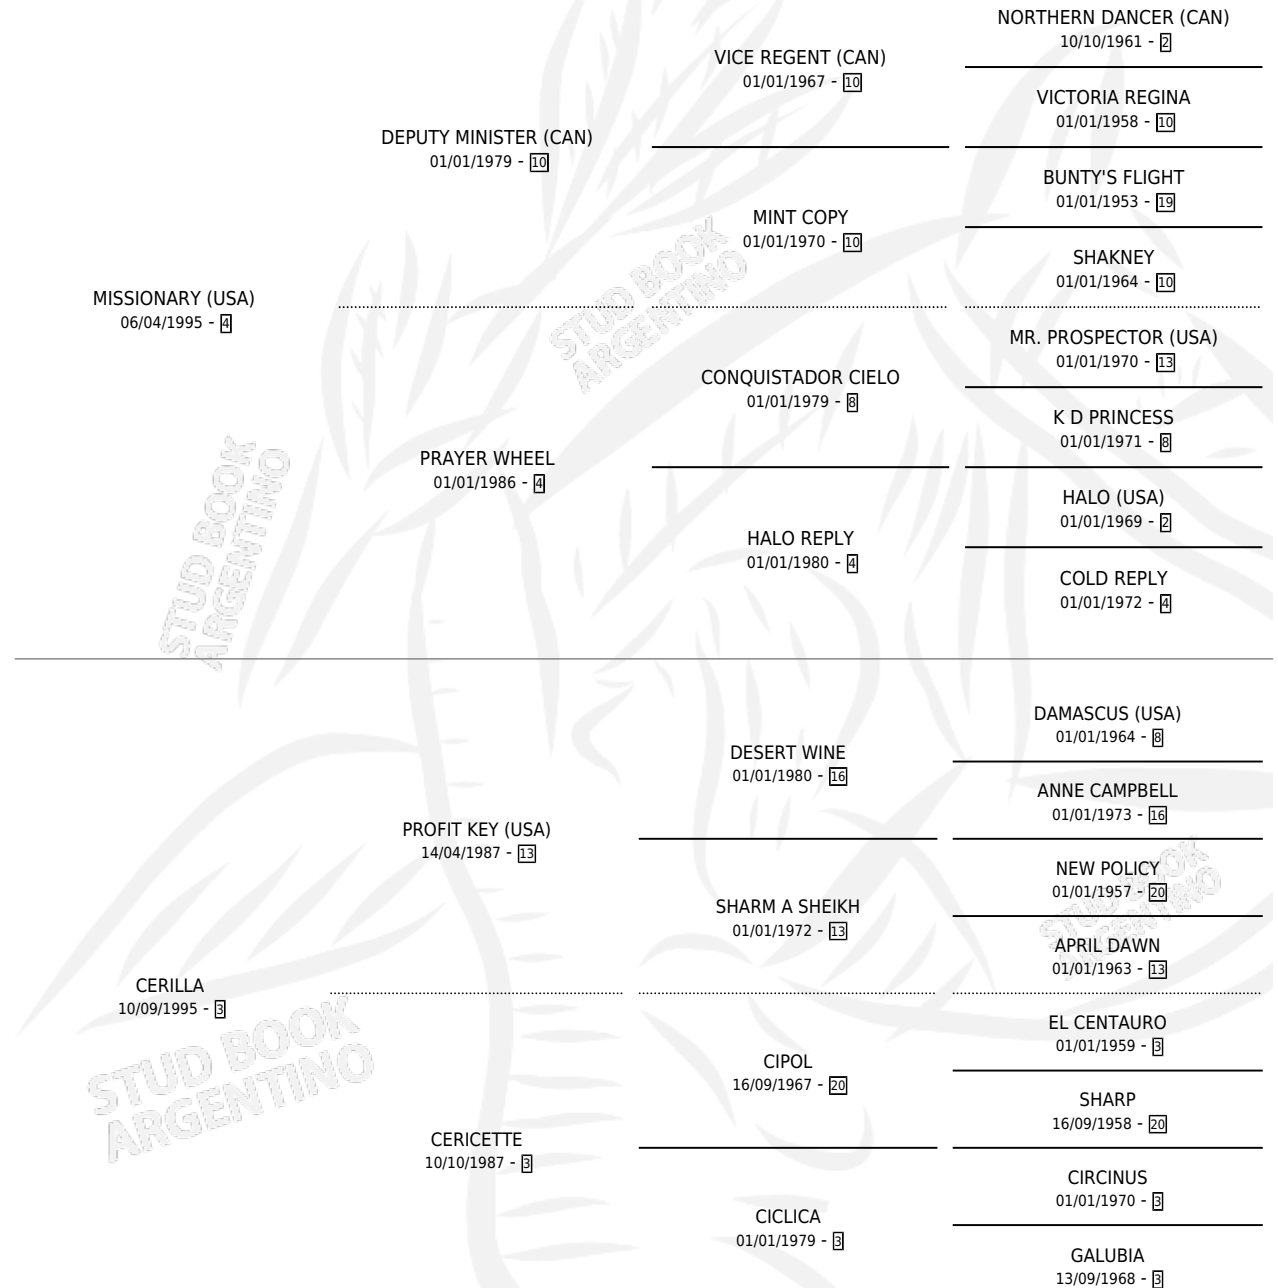 NORTHERN DANCER (CAN)
10/10/1961 - 2
VICE REGENT (CAN)
01/01/1967 - 10
VICTORIA REGINA
01/01/1958 - 10
DEPUTY MINISTER (CAN)
01/01/1979 - 10
BUNTY'S FLIGHT
01/01/1953 - 19
MINT COPY
01/01/1970 - 10
SHAKNEY
01/01/1964 - 10
MISSIONARY (USA)
06/04/1995 - 4
MR. PROSPECTOR (USA)
01/01/1970 - 13
CONQUISTADOR CIELO
01/01/1979 - 8
K D PRINCESS
01/01/1971 - 8
PRAYER WHEEL
01/01/1986 - 4
HALO (USA)
01/01/1969 - 2
HALO REPLY
01/01/1980 - 4
COLD REPLY
01/01/1972 - 4
STUD BOOK
ARGENTINO
STUD BOOK
ARGENTINO
DAMASCUS (USA)
01/01/1964 - 8
DESERT WINE
01/01/1980 - 16
ANNE CAMPBELL
01/01/1973 - 16
PROFIT KEY (USA)
14/04/1987 - 13
NEW POLICY
01/01/1957 - 20
SHARM A SHEIKH
01/01/1972 - 13
APRIL DAWN
01/01/1963 - 13
STUD BOOK
ARGENTINO
CERILLA
10/09/1995 - 3
EL CENTAURO
01/01/1959 - 3
CIPOL
16/09/1967 - 20
SHARP
16/09/1958 - 20
STUD BOOK
ARGENTINO
CERICETTE
10/10/1987 - 3
CIRCINUS
01/01/1970 - 3
CICLICA
01/01/1979 - 3
GALUBIA
13/09/1968 - 3